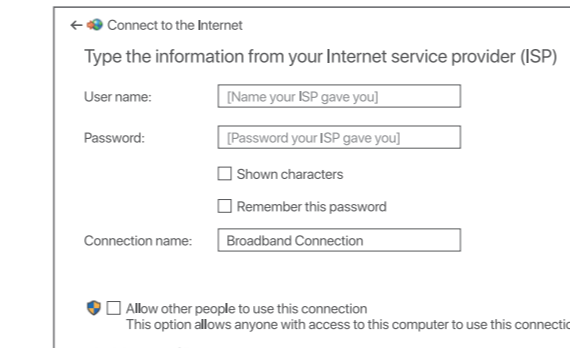 Connect to the Internet
Type the information from your Internet service provider (ISP)
User name: [Name your ISP gave you]
Password: [Password your ISP gave you]
Shown characters
Remember this password
Connection name: Broadband Connection
Allow other people to use this connection
This option allows anyone with access to this computer to use this connectio